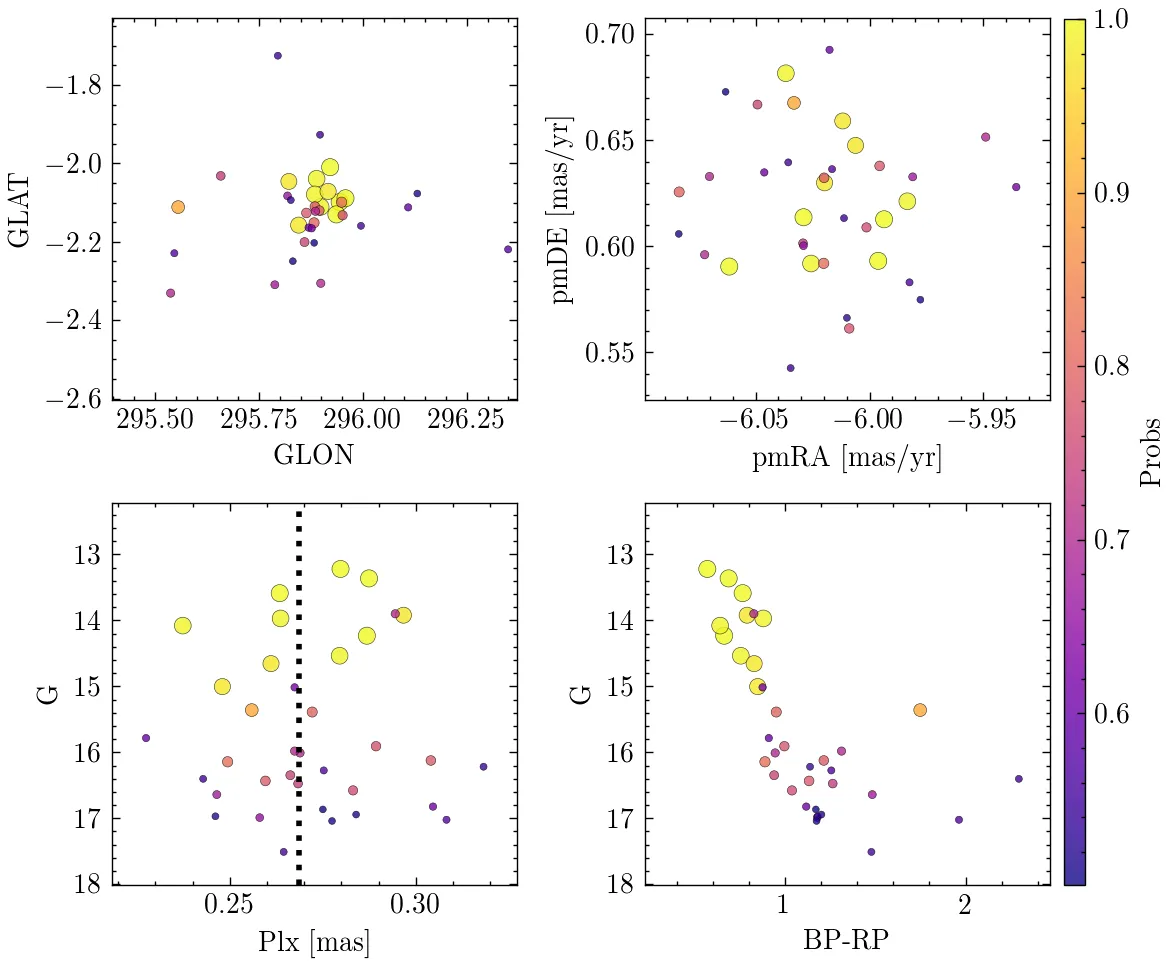 −1.8
−2.0
−2.2
−2.4
−2.6
GLAT
295.50 295.75 296.00 296.25
GLON
0.70
0.65
0.60
0.55
pmDE [mas/yr]
−6.05 −6.00 −5.95
pmRA [mas/yr]
13
14
15
16
17
18
G
0.25 0.30
Plx [mas]
13
14
15
16
17
18
G
1 2
BP-RP
1.0
0.9
0.8
0.7
0.6
Probs